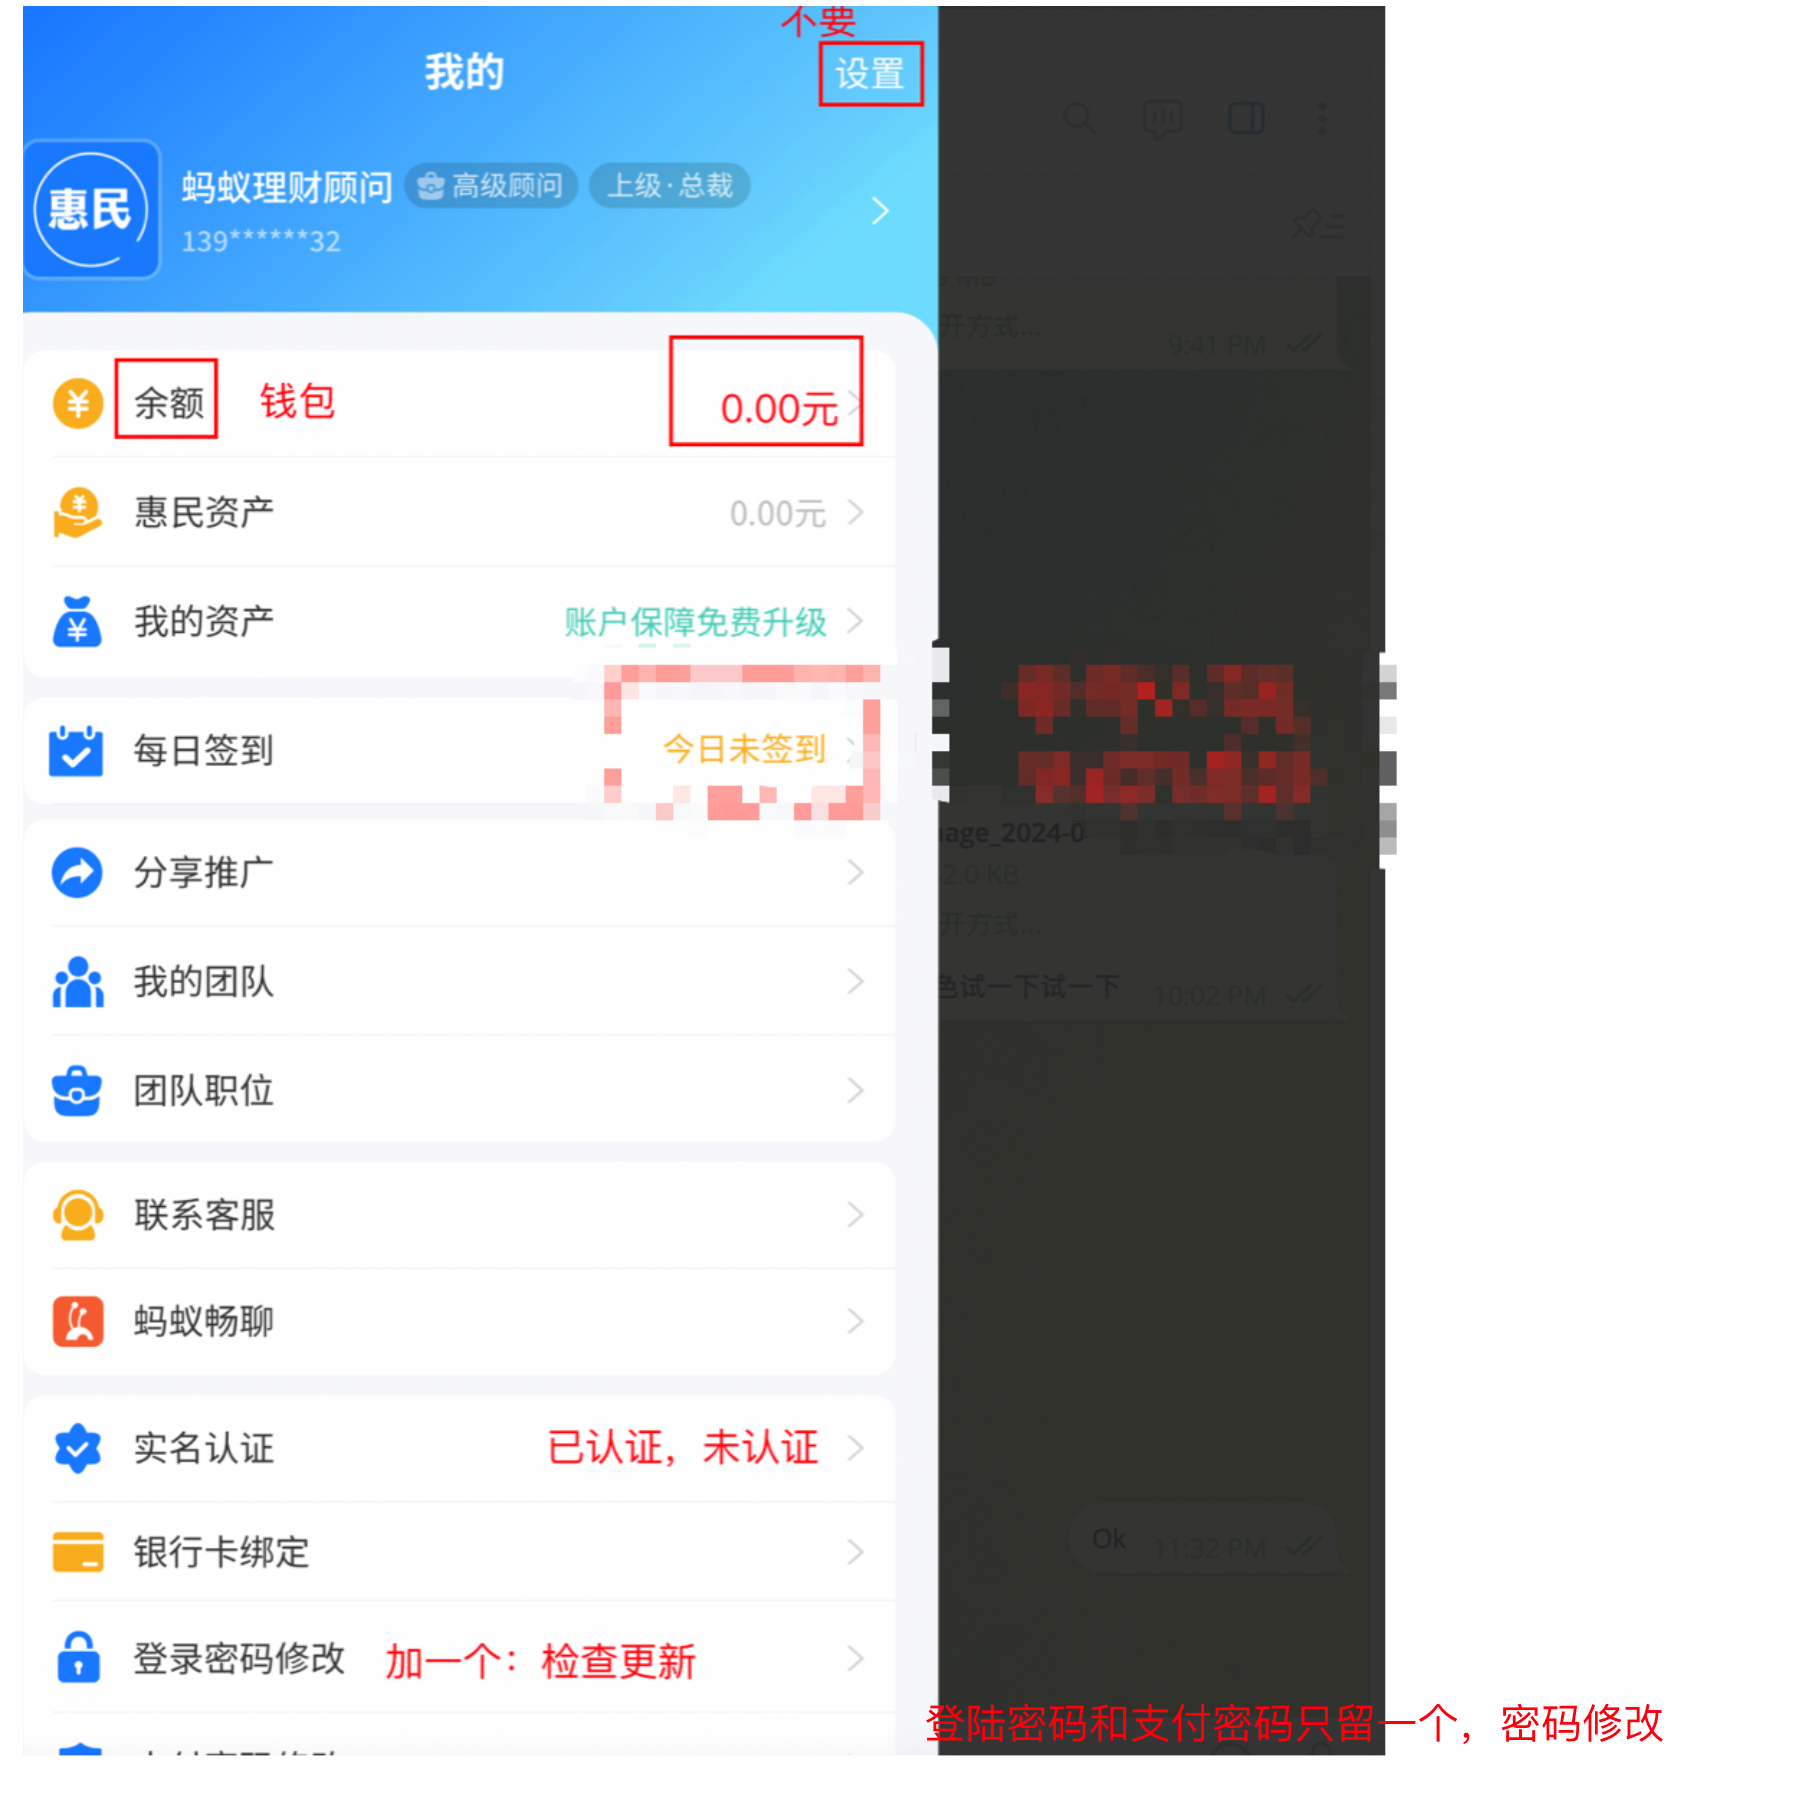 不要
我的
设置
惠民
蚂蚁理财顾问 高级顾问 上级·总裁
139******32
余额 钱包 0.00元
惠民资产 0.00元
我的资产 账户保障免费升级
每日签到 今日未签到
分享推广
我的团队
团队职位
联系客服
蚂蚁畅聊
实名认证 已认证，未认证
银行卡绑定
登录密码修改 加一个：检查更新
MB
开方式...
9:41 PM
age_2024-0
2.0 KB
开方式...
色试一下试一下 10:02 PM
Ok 11:32 PM
登陆密码和支付密码只留一个，密码修改